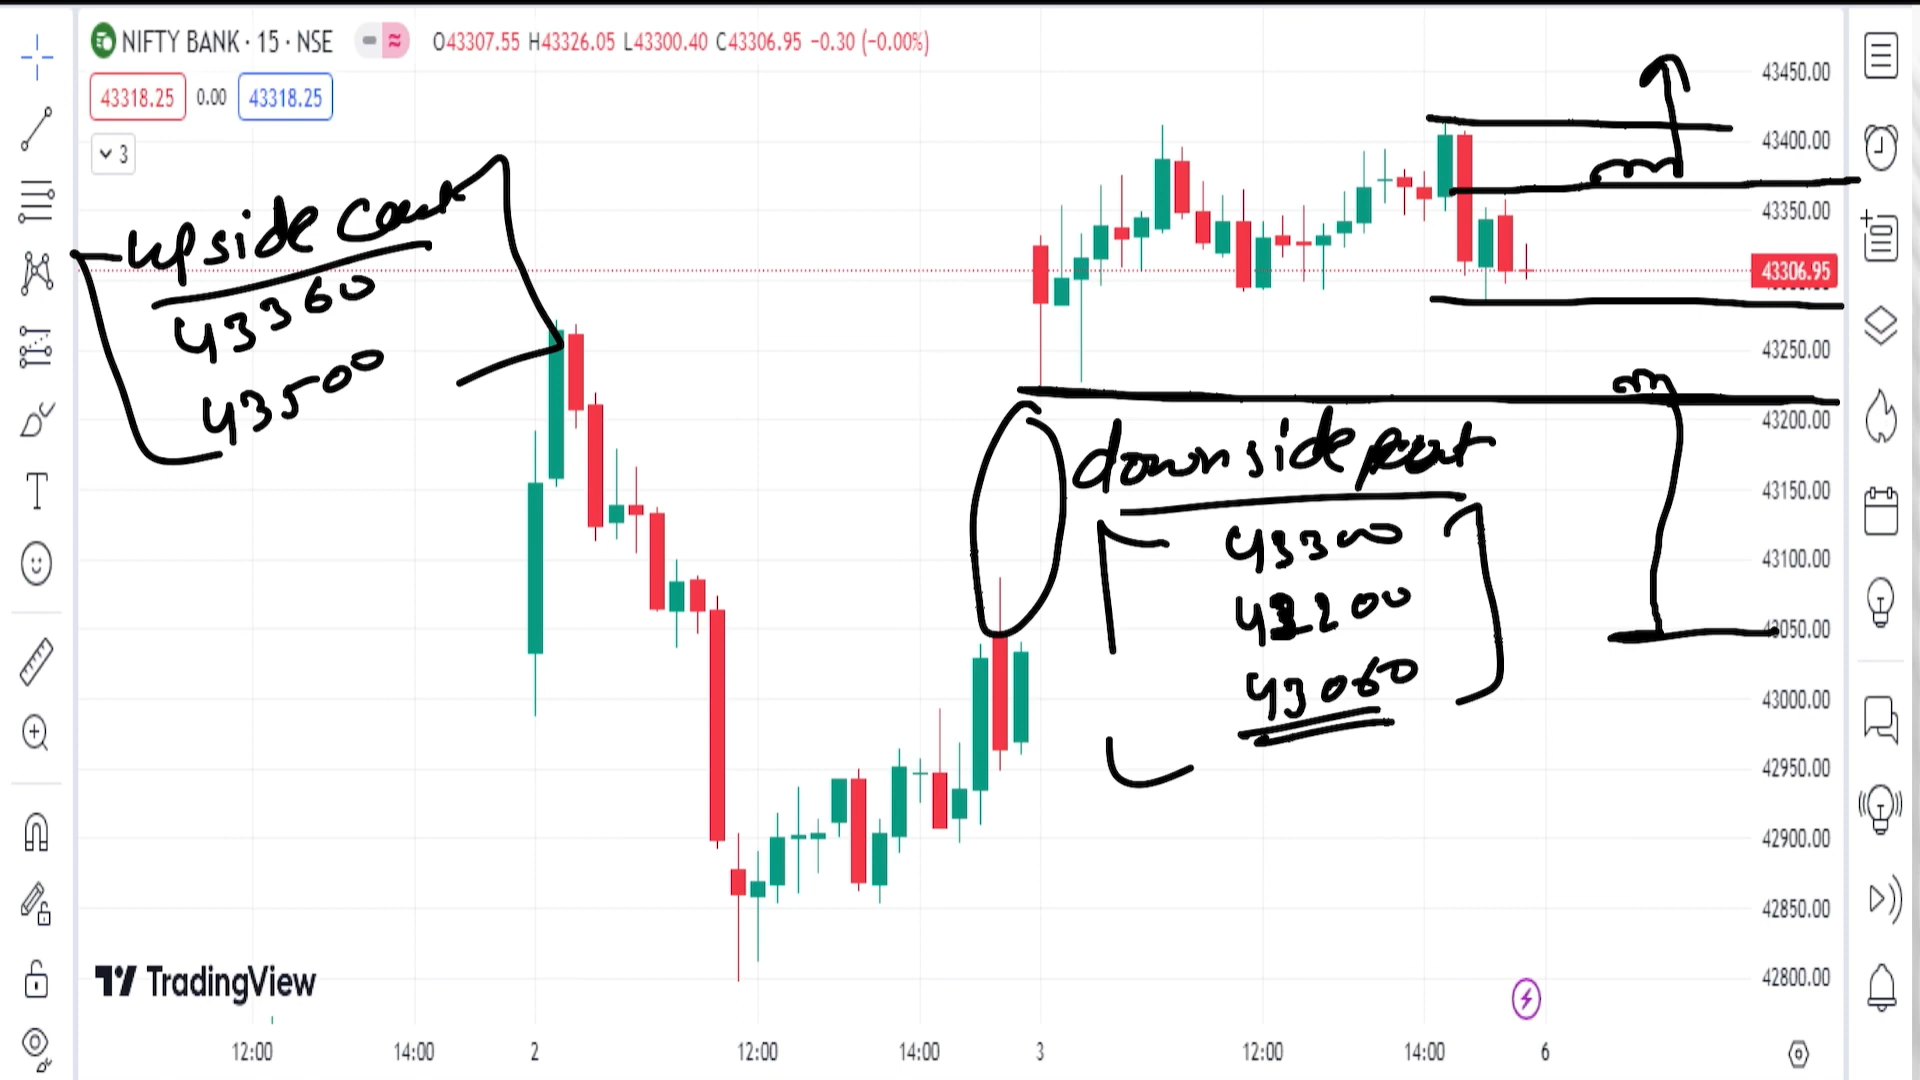 NIFTY BANK · 15 · NSE
O43307.55 H43326.05 L43300.40 C43306.95 −0.30 (−0.00%)
43318.25 0.00 43318.25
3
upside
43360
43500
downside
43300
43200
43060
43450.00
43400.00
43350.00
43306.95
43250.00
43200.00
43150.00
43100.00
43050.00
43000.00
42950.00
42900.00
42850.00
42800.00
TradingView
12:00 14:00 2 12:00 14:00 3 12:00 14:00 6